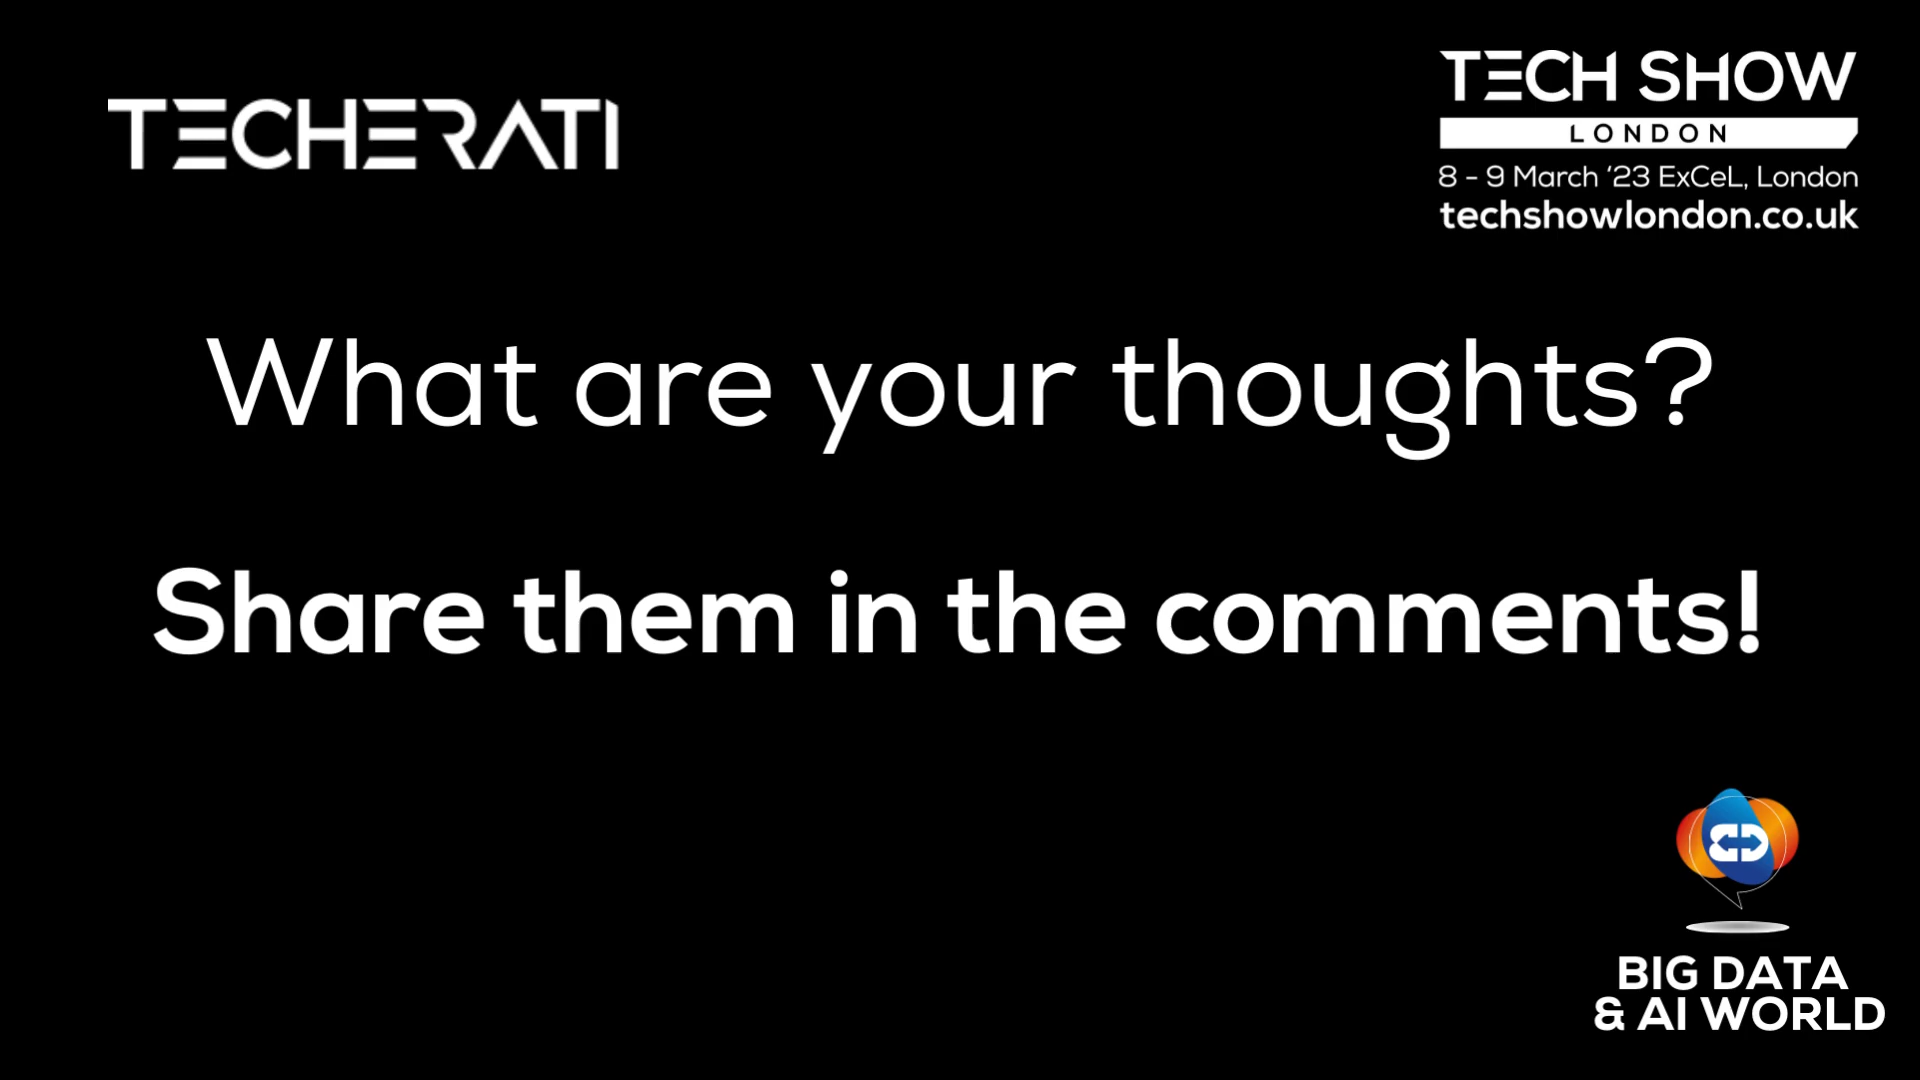 TECHERATI
TECH SHOW
LONDON
8 - 9 March ‘23 ExCeL, London
techshowlondon.co.uk
What are your thoughts?
Share them in the comments!
BIG DATA
& AI WORLD